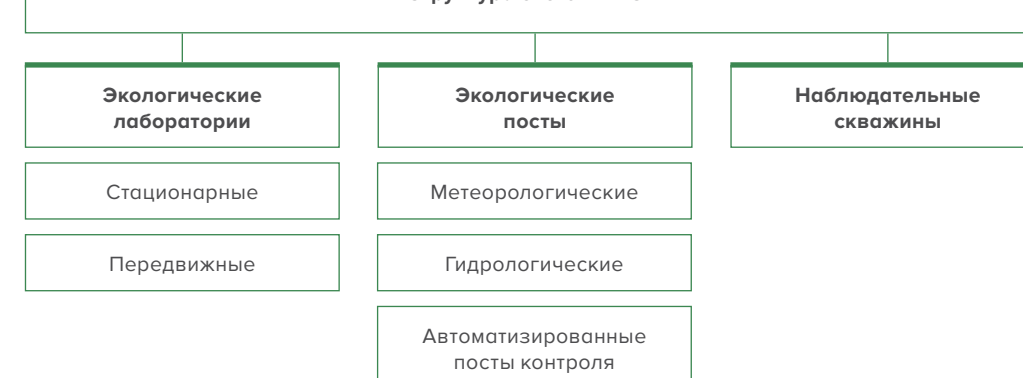 Экологические
лаборатории
Стационарные
Передвижные
Экологические
посты
Метеорологические
Гидрологические
Автоматизированные
посты контроля
Наблюдательные
скважины